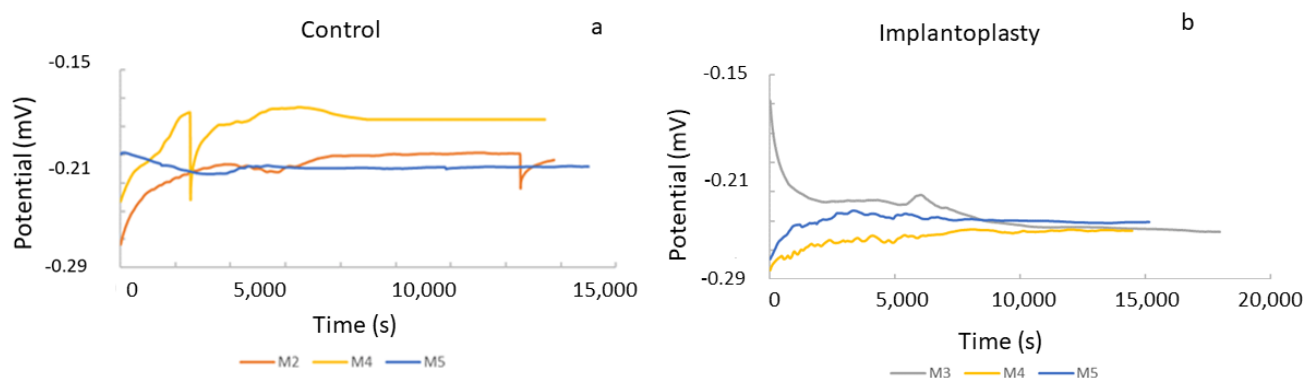 Control
a
-0.15
-0.21
-0.29
Potential (mV)
0 5,000 10,000 15,000
Time (s)
M2 M4 M5
Implantoplasty
b
-0.15
-0.21
-0.29
Potential (mV)
0 5,000 10,000 15,000 20,000
Time (s)
M3 M4 M5